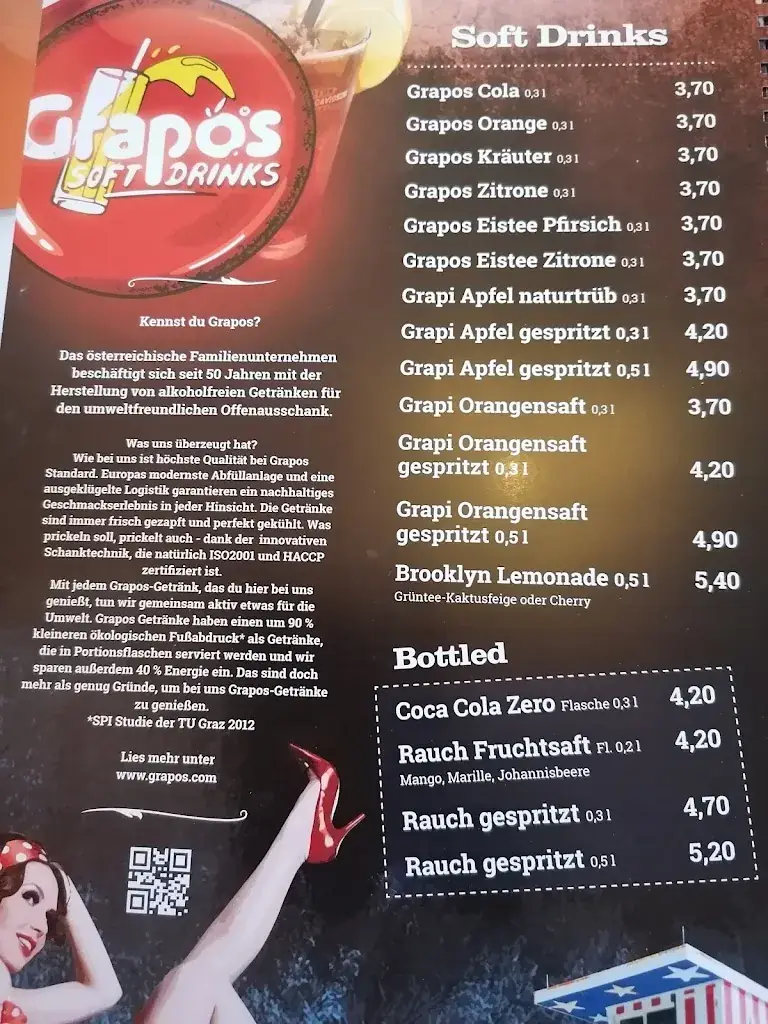 Grapos
SOFT DRINKS
Kennst du Grapos?
Das österreichische Familienunternehmen
beschäftigt sich seit 50 Jahren mit der
Herstellung von alkoholfreien Getränken für
den umweltfreundlichen Offenausschank.
Was uns überzeugt hat?
Wie bei uns ist höchste Qualität bei Grapos
Standard. Europas modernste Abfüllanlage und eine
ausgeklügelte Logistik garantieren ein nachhaltiges
Geschmackserlebnis in jeder Hinsicht. Die Getränke
sind immer frisch gezapft und perfekt gekühlt. Was
prickeln soll, prickelt auch - dank der innovativen
Schanktechnik, die natürlich ISO2001 und HACCP
zertifiziert ist.
Mit jedem Grapos-Getränk, das du hier bei uns
genießt, tun wir gemeinsam aktiv etwas für die
Umwelt. Grapos Getränke haben einen um 90 %
kleineren ökologischen Fußabdruck* als Getränke,
die in Portionsflaschen serviert werden und wir
sparen außerdem 40 % Energie ein. Das sind doch
mehr als genug Gründe, um bei uns Grapos-Getränke
zu genießen.
*SPI Studie der TU Graz 2012
Lies mehr unter
www.grapos.com
Soft Drinks
Grapos Cola 0,3 l 3,70
Grapos Orange 0,3 l 3,70
Grapos Kräuter 0,3 l 3,70
Grapos Zitrone 0,3 l 3,70
Grapos Eistee Pfirsich 0,3 l 3,70
Grapos Eistee Zitrone 0,3 l 3,70
Grapi Apfel naturtrüb 0,3 l 3,70
Grapi Apfel gespritzt 0,3 l 4,20
Grapi Apfel gespritzt 0,5 l 4,90
Grapi Orangensaft 0,3 l 3,70
Grapi Orangensaft
gespritzt 0,3 l 4,20
Grapi Orangensaft
gespritzt 0,5 l 4,90
Brooklyn Lemonade 0,5 l 5,40
Grüntee-Kaktusfeige oder Cherry
Bottled
Coca Cola Zero Flasche 0,3 l 4,20
Rauch Fruchtsaft Fl. 0,2 l 4,20
Mango, Marille, Johannisbeere
Rauch gespritzt 0,3 l 4,70
Rauch gespritzt 0,5 l 5,20